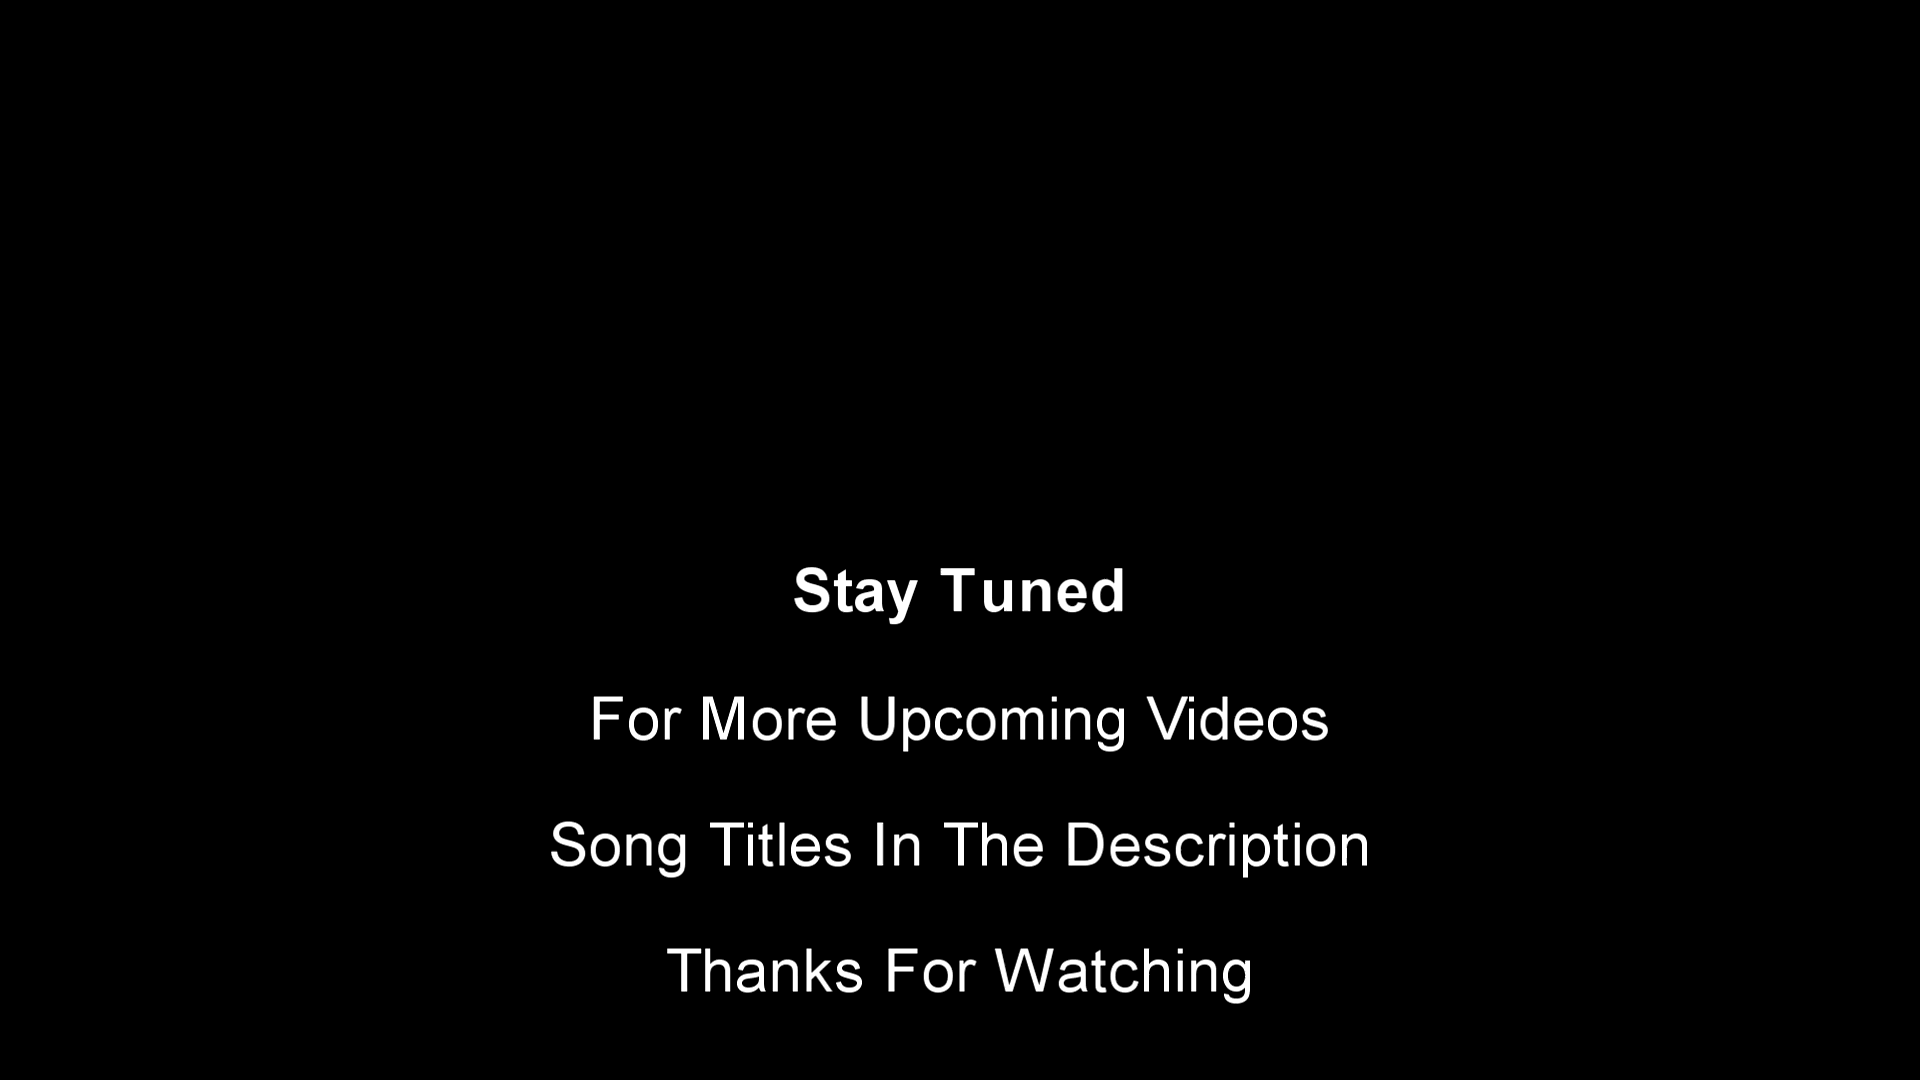 Stay Tuned
For More Upcoming Videos
Song Titles In The Description
Thanks For Watching